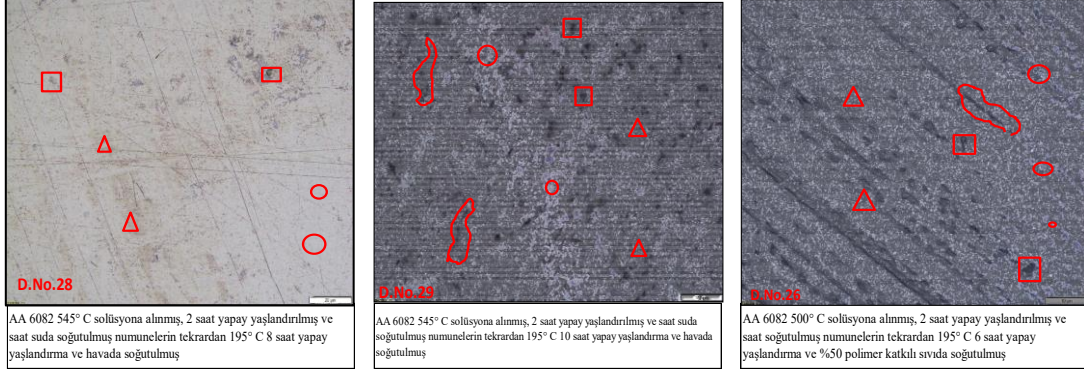 D.No.28
AA 6082 545° C solüsyona alınmış, 2 saat yapay yaşlandırılmış ve
saat suda soğutulmuş numunelerin tekrardan 195° C 8 saat yapay
yaşlandırma ve havada soğutulmuş
D.No.29
AA 6082 545° C solüsyona alınmış, 2 saat yapay yaşlandırılmış ve saat suda
soğutulmuş numunelerin tekrardan 195° C 10 saat yapay yaşlandırma ve havada
soğutulmuş
D.No.26
AA 6082 500° C solüsyona alınmış, 2 saat yapay yaşlandırılmış ve
saat soğutulmuş numunelerin tekrardan 195° C 6 saat yapay
yaşlandırma ve %50 polimer katkılı sıvıda soğutulmuş